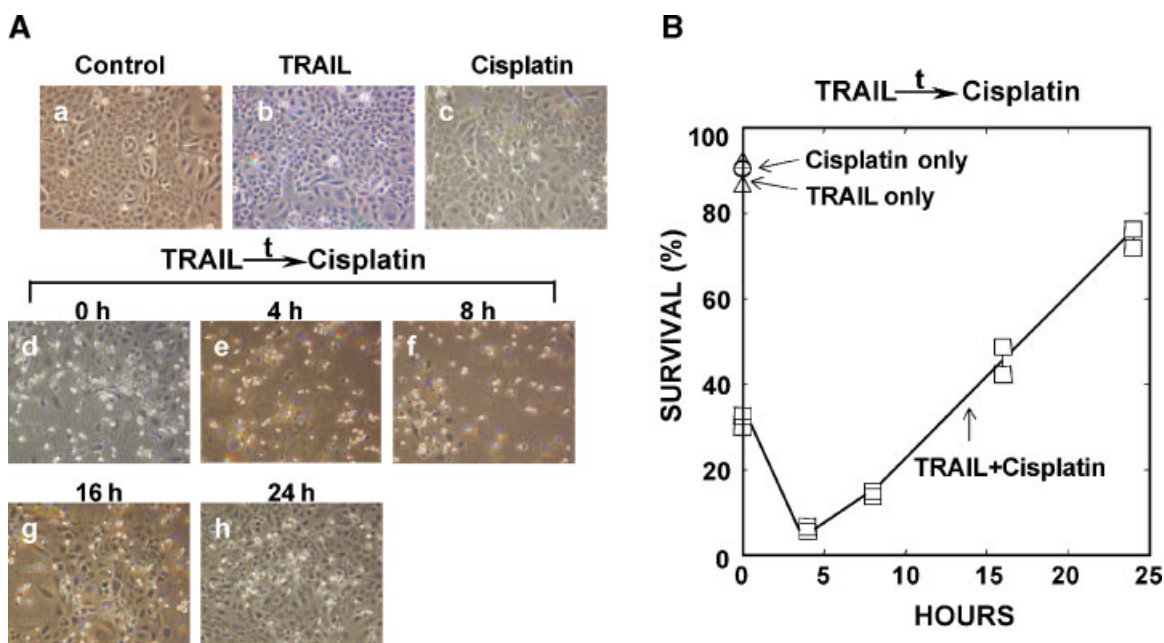 A
Control TRAIL Cisplatin
a b c
t
TRAIL Cisplatin
0 h 4 h 8 h
d e f
16 h 24 h
g h
B
t
TRAIL Cisplatin
100
80
60
40
20
0
SURVIVAL (%)
Cisplatin only
TRAIL only
TRAIL+Cisplatin
0 5 10 15 20 25
HOURS